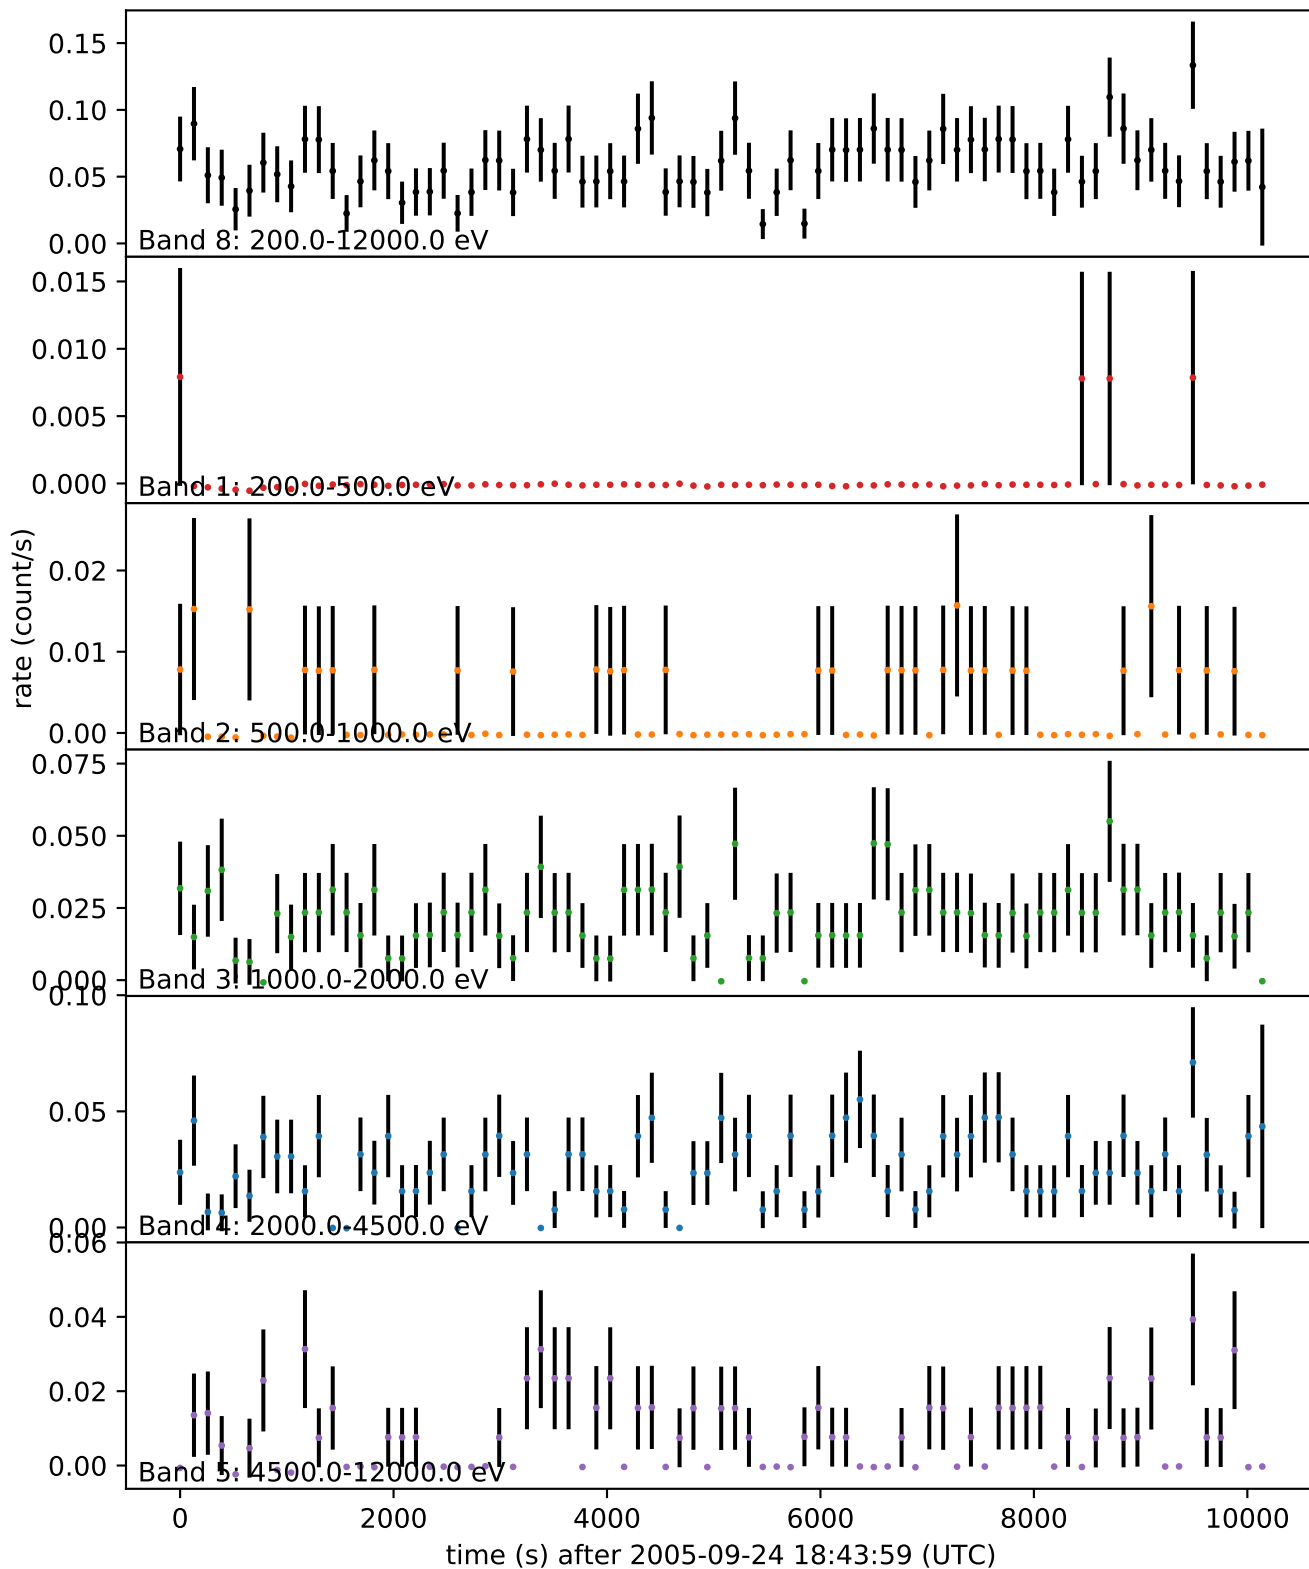 0.15
0.10
0.05
0.00
Band 8: 200.0-12000.0 eV
0.015
0.010
0.005
0.000
Band 1: 200.0-500.0 eV
rate (count/s)
0.02
0.01
0.00
Band 2: 500.0-1000.0 eV
0.075
0.050
0.025
0.000
Band 3: 1000.0-2000.0 eV
0.10
0.05
0.00
Band 4: 2000.0-4500.0 eV
0.06
0.04
0.02
0.00
Band 5: 4500.0-12000.0 eV
0 2000 4000 6000 8000 10000
time (s) after 2005-09-24 18:43:59 (UTC)